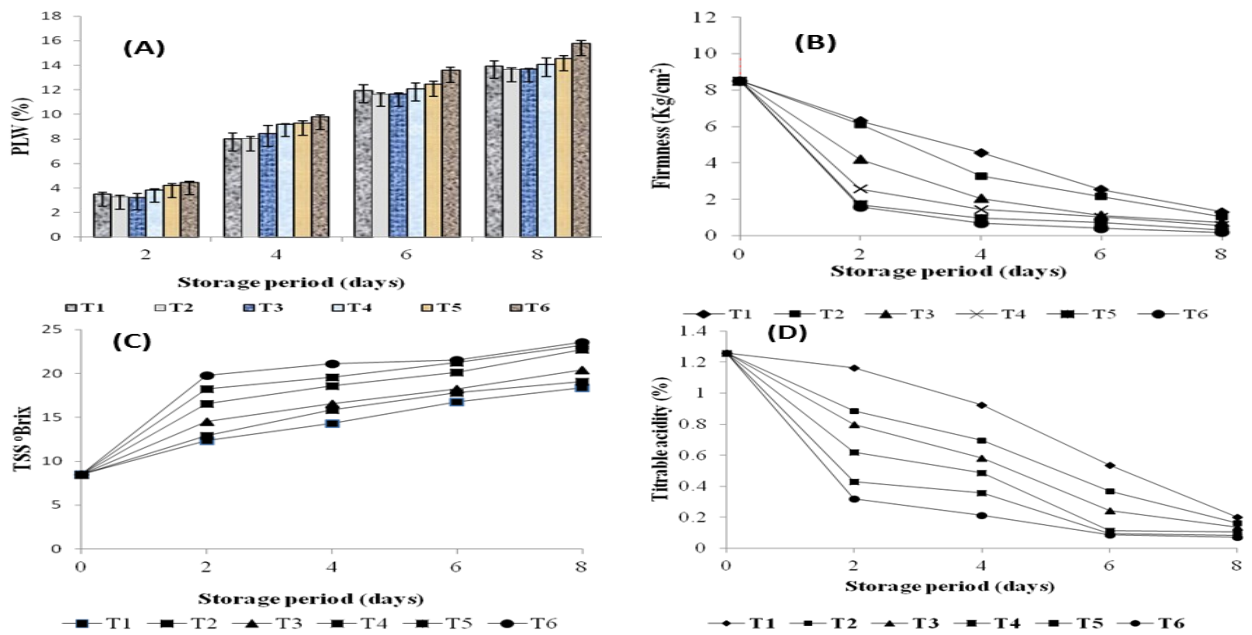 (A)
PLW (%)
18
16
14
12
10
8
6
4
2
0
2 4 6 8
Storage period (days)
T1 T2 T3 T4 T5 T6
(B)
Firmness (Kg/cm²)
12
10
8
6
4
2
0
0 2 4 6 8
Storage period (days)
T1 T2 T3 T4 T5 T6
(C)
TSS ⁰Brix
25
20
15
10
5
0
0 2 4 6 8
Storage period (days)
T1 T2 T3 T4 T5 T6
(D)
Titrable acidity (%)
1.4
1.2
1
0.8
0.6
0.4
0.2
0
0 2 4 6 8
Storage period (days)
T1 T2 T3 T4 T5 T6